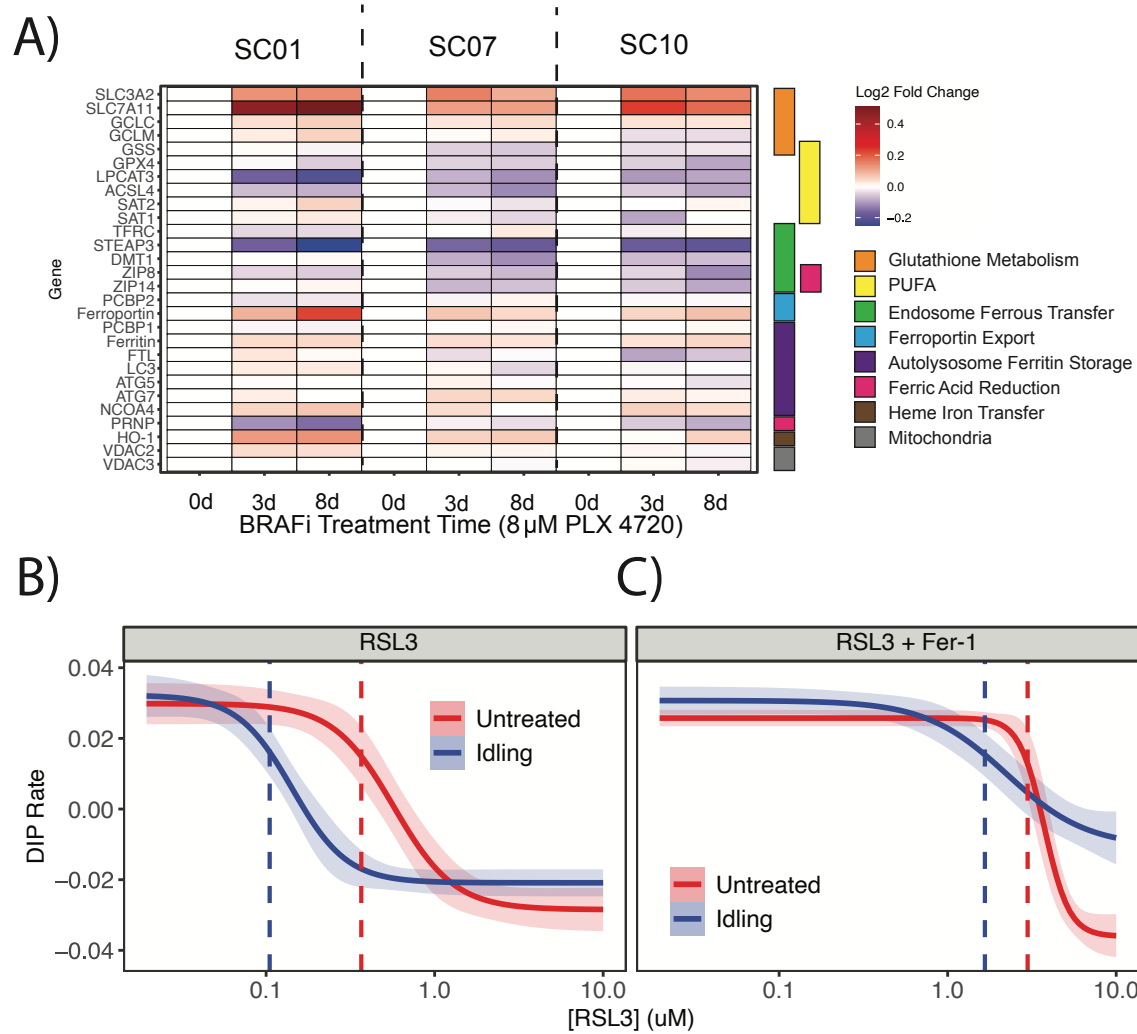 A)
SC01
SC07
SC10
SLC3A2
SLC7A11
GCLC
GCLM
GSS
GPX4
LPCAT3
ACSL4
SAT2
SAT1
TFRC
STEAP3
DMT1
ZIP8
ZIP14
PCBP2
Ferroportin
PCBP1
Ferritin
FTL
LC3
ATG5
ATG7
NCOA4
PRNP
HO-1
VDAC2
VDAC3
Gene
0d 3d 8d 0d 3d 8d 0d 3d 8d
BRAFi Treatment Time (8 µM PLX 4720)
Log2 Fold Change
0.4
0.2
0.0
−0.2
Glutathione Metabolism
PUFA
Endosome Ferrous Transfer
Ferroportin Export
Autolysosome Ferritin Storage
Ferric Acid Reduction
Heme Iron Transfer
Mitochondria
B)
RSL3
Untreated
Idling
0.04
0.02
0.00
−0.02
−0.04
DIP Rate
0.1 1.0 10.0
C)
RSL3 + Fer-1
Untreated
Idling
0.1 1.0 10.0
[RSL3] (uM)